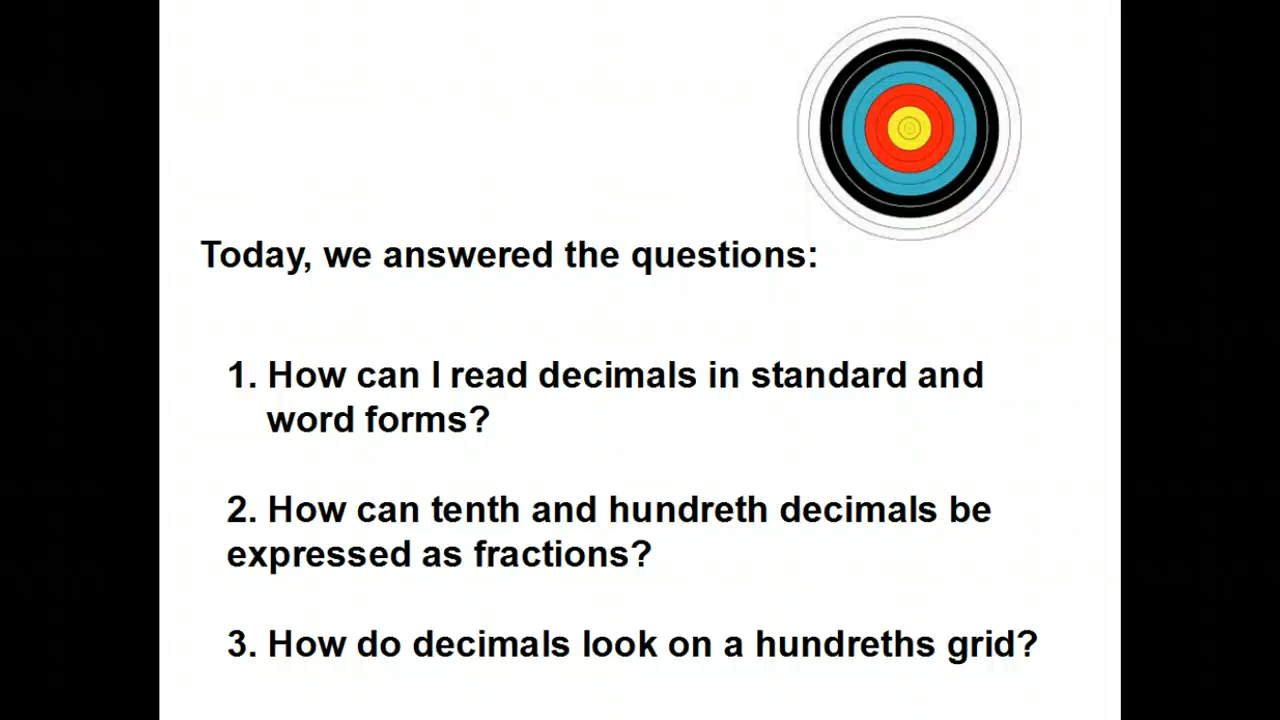 Today, we answered the questions:
1. How can I read decimals in standard and
word forms?
2. How can tenth and hundreth decimals be
expressed as fractions?
3. How do decimals look on a hundreths grid?